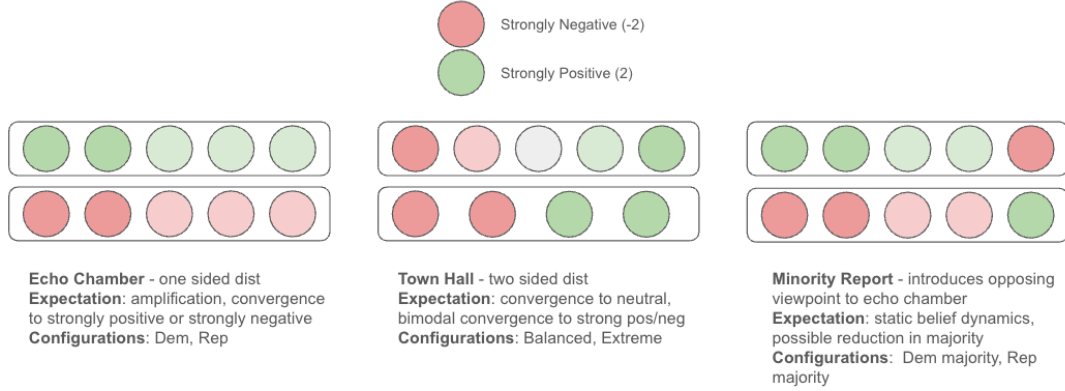 Strongly Negative (-2)
Strongly Positive (2)
Echo Chamber - one sided dist
Expectation: amplification, convergence
to strongly positive or strongly negative
Configurations: Dem, Rep
Town Hall - two sided dist
Expectation: convergence to neutral,
bimodal convergence to strong pos/neg
Configurations: Balanced, Extreme
Minority Report - introduces opposing
viewpoint to echo chamber
Expectation: static belief dynamics,
possible reduction in majority
Configurations:  Dem majority, Rep
majority